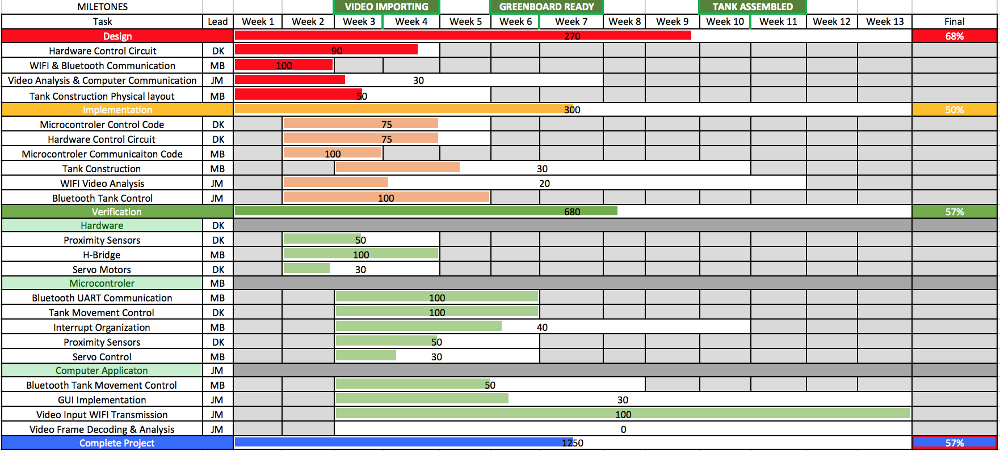 MILETONES VIDEO IMPORTING GREENBOARD READY TANK ASSEMBLED
Task Lead Week 1 Week 2 Week 3 Week 4 Week 5 Week 6 Week 7 Week 8 Week 9 Week 10 Week 11 Week 12 Week 13 Final
Design 270 68%
Hardware Control Circuit DK 90
WIFI & Bluetooth Communication MB 100
Video Analysis & Computer Communication JM 30
Tank Construction Physical layout MB 50
Implementation 300 50%
Microcontroler Control Code DK 75
Hardware Control Circuit DK 75
Microcontroler Communicaiton Code MB 100
Tank Construction MB 30
WIFI Video Analysis JM 20
Bluetooth Tank Control JM 100
Verification 680 57%
Hardware DK
Proximity Sensors DK 50
H-Bridge MB 100
Servo Motors DK 30
Microcontroler MB
Bluetooth UART Communication MB 100
Tank Movement Control DK 100
Interrupt Organization MB 40
Proximity Sensors DK 50
Servo Control MB 30
Computer Applicaton JM
Bluetooth Tank Movement Control MB 50
GUI Implementation JM 30
Video Input WIFI Transmission JM 100
Video Frame Decoding & Analysis JM 0
Complete Project 1250 57%